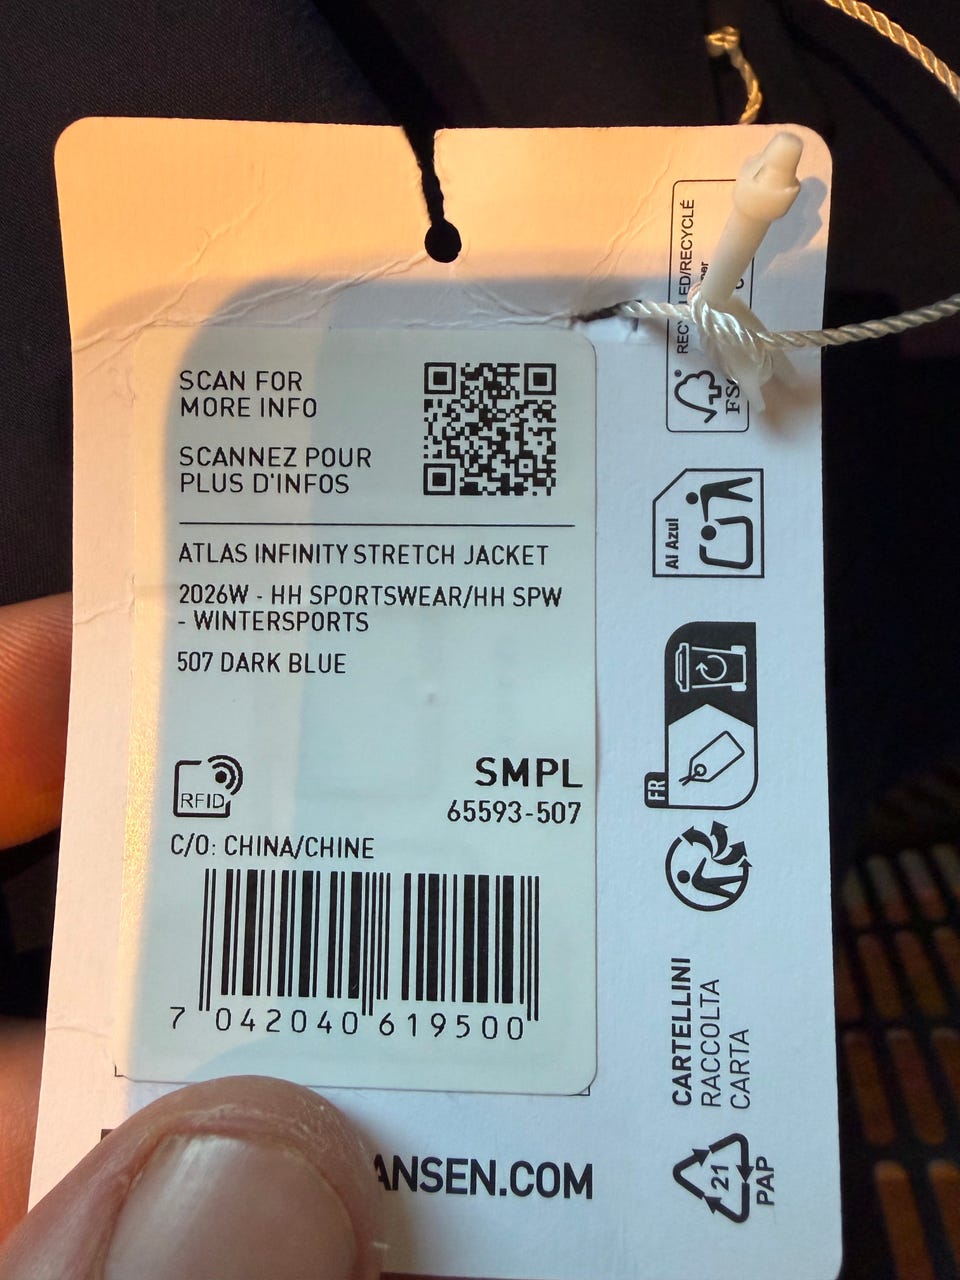 SCAN FOR
MORE INFO
SCANNEZ POUR
PLUS D'INFOS
ATLAS INFINITY STRETCH JACKET
2026W - HH SPORTSWEAR/HH SPW
- WINTERSPORTS
507 DARK BLUE
RFID
SMPL
65593-507
C/O: CHINA/CHINE
7 042040 619500
ANSEN.COM
RECYCLED/RECYCLÉ
FSC
Al Azul
FR
CARTELLINI
RACCOLTA
CARTA
21
PAP